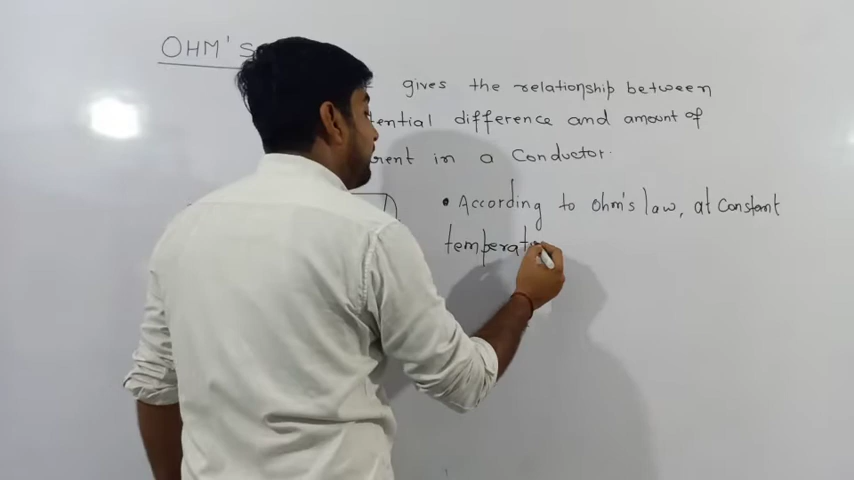 OHM'S
gives the relationship between
ential difference and amount of
rent in a Conductor.
• According to Ohm's law, at Constant
temperat